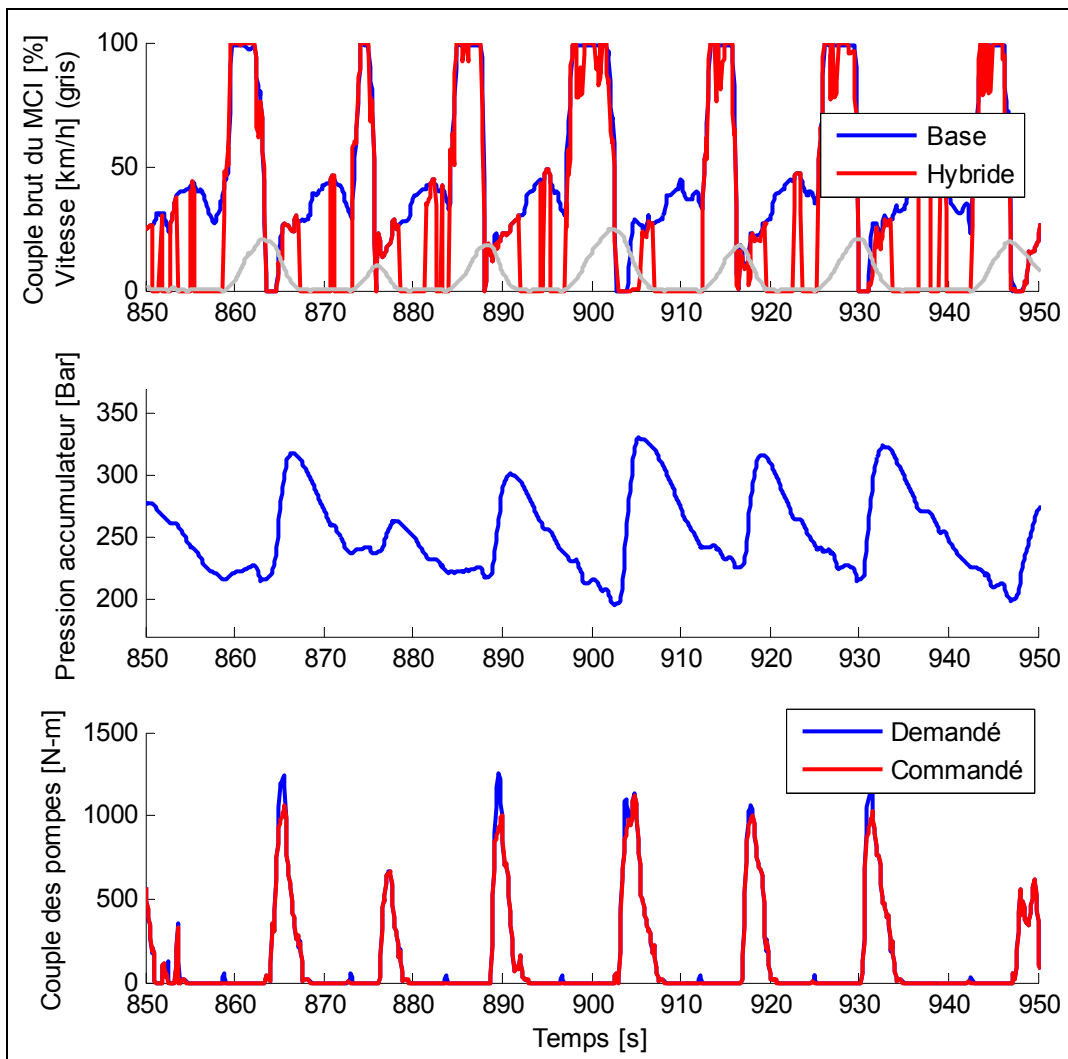 Couple brut du MCI [%]
Vitesse [km/h] (gris)
100
50
0
Base
Hybride
850 860 870 880 890 900 910 920 930 940 950
Pression accumulateur [Bar]
350
300
250
200
850 860 870 880 890 900 910 920 930 940 950
Couple des pompes [N-m]
1500
1000
500
0
Demandé
Commandé
850 860 870 880 890 900 910 920 930 940 950
Temps [s]